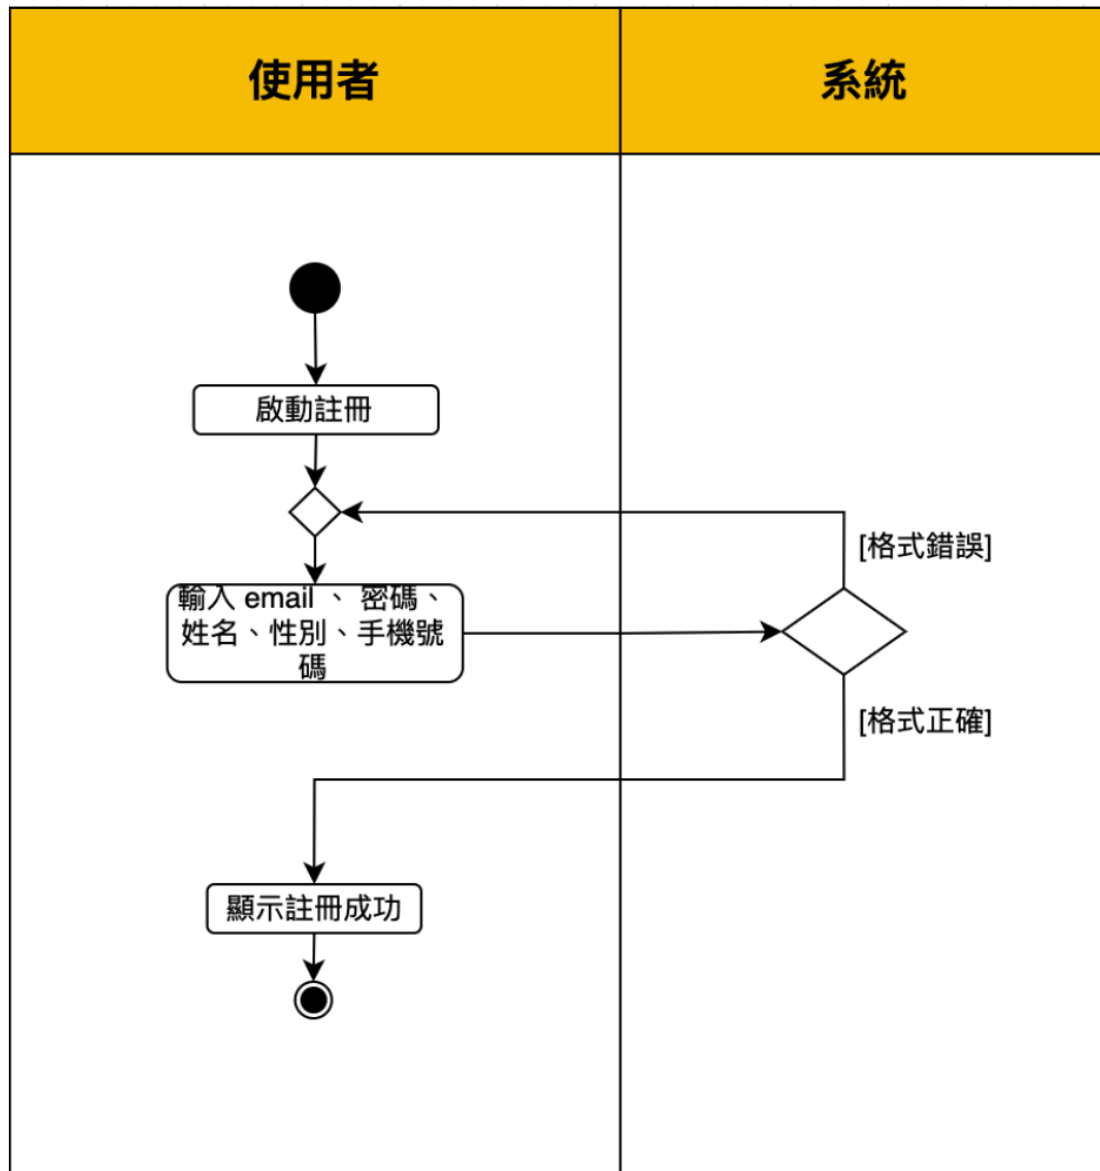 使用者
系統
啟動註冊
[格式錯誤]
輸入 email 、 密碼、
姓名、性別、手機號
碼
[格式正確]
顯示註冊成功